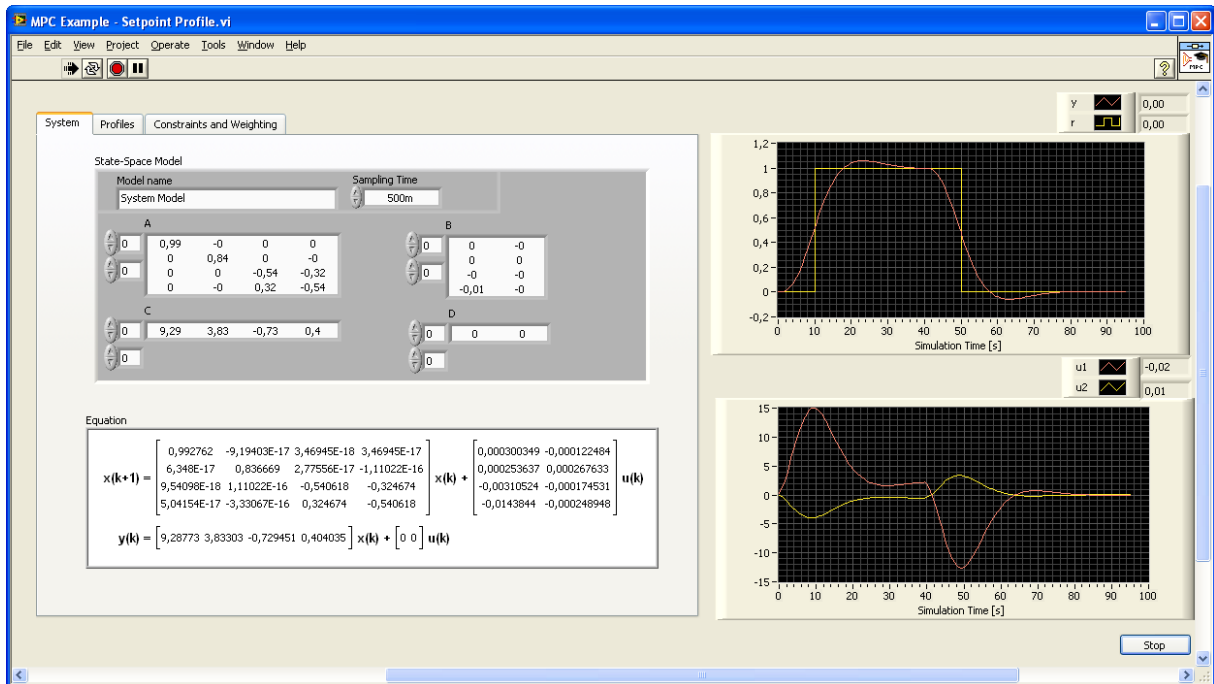 MPC Example - Setpoint Profile.vi
File Edit View Project Operate Tools Window Help
MPC
System Profiles Constraints and Weighting
State-Space Model
Model name Sampling Time
System Model 500m
A B
0 0,99 -0 0 0
0 0,84 0 -0
0 0 0 -0,54 -0,32
0 -0 0,32 -0,54
0 0 -0
0 0
0 -0 -0
-0,01 -0
C D
0 9,29 3,83 -0,73 0,4
0
0 0 0
0
Equation
x(k+1) =
0,992762 -9,19403E-17 3,46945E-18 3,46945E-17
6,348E-17 0,836669 2,77556E-17 -1,11022E-16
9,54098E-18 1,11022E-16 -0,540618 -0,324674
5,04154E-17 -3,33067E-16 0,324674 -0,540618
x(k) +
0,000300349 -0,000122484
0,000253637 0,000267633
-0,00310524 -0,000174531
-0,0143844 -0,000248948
u(k)
y(k) = [9,28773 3,83303 -0,729451 0,404035] x(k) + [0 0] u(k)
y 0,00
r 0,00
1,2
1
0,8
0,6
0,4
0,2
0
-0,2
0 10 20 30 40 50 60 70 80 90 100
Simulation Time [s]
u1 -0,02
u2 0,01
15
10
5
0
-5
-10
-15
0 10 20 30 40 50 60 70 80 90 100
Simulation Time [s]
Stop